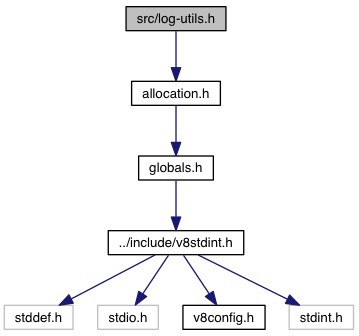 src/log-utils.h
allocation.h
globals.h
../include/v8stdint.h
stddef.h stdio.h v8config.h stdint.h